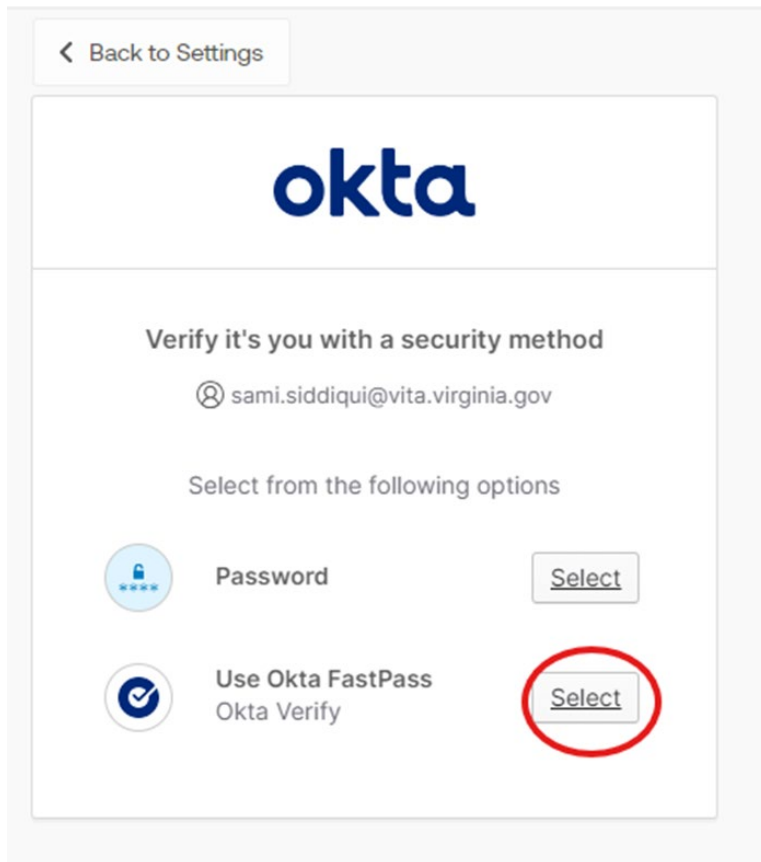 Back to Settings
okta
Verify it's you with a security method
sami.siddiqui@vita.virginia.gov
Select from the following options
****
Password
Select
Use Okta FastPass
Okta Verify
Select